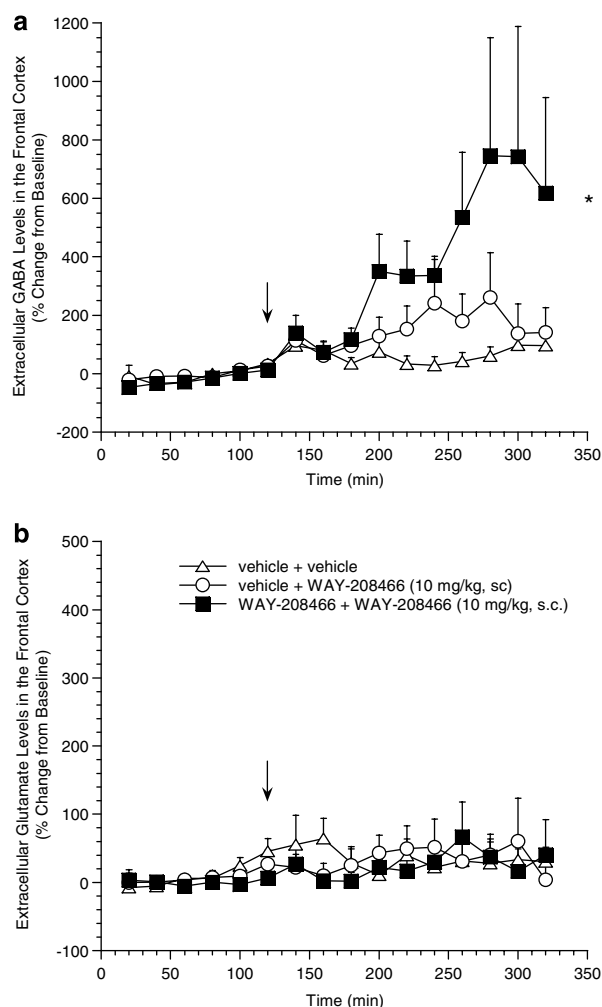 a
Extracellular GABA Levels in the Frontal Cortex
(% Change from Baseline)
1200
1000
800
600
400
200
0
-200
*
0 50 100 150 200 250 300 350
Time (min)
b
Extracellular Glutamate Levels in the Frontal Cortex
(% Change from Baseline)
500
400
300
200
100
0
-100
vehicle + vehicle
vehicle + WAY-208466 (10 mg/kg, sc)
WAY-208466 + WAY-208466 (10 mg/kg, s.c.)
0 50 100 150 200 250 300 350
Time (min)